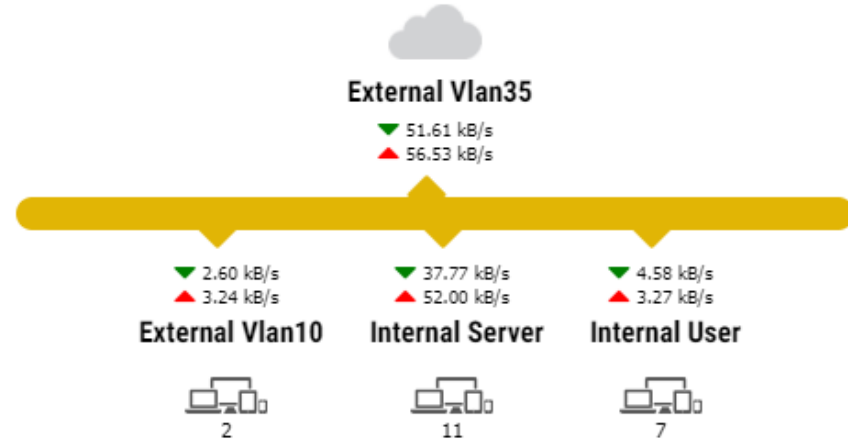 External Vlan35
51.61 kB/s
56.53 kB/s
2.60 kB/s 37.77 kB/s 4.58 kB/s
3.24 kB/s 52.00 kB/s 3.27 kB/s
External Vlan10 Internal Server Internal User
2 11 7